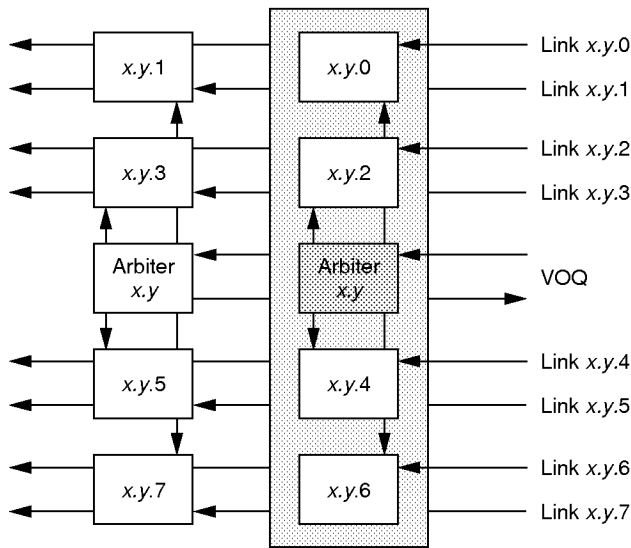 x.y.1
x.y.0
Link x.y.0
Link x.y.1
x.y.3
x.y.2
Link x.y.2
Link x.y.3
Arbiter
x.y
Arbiter
x.y
VOQ
x.y.5
x.y.4
Link x.y.4
Link x.y.5
x.y.7
x.y.6
Link x.y.6
Link x.y.7